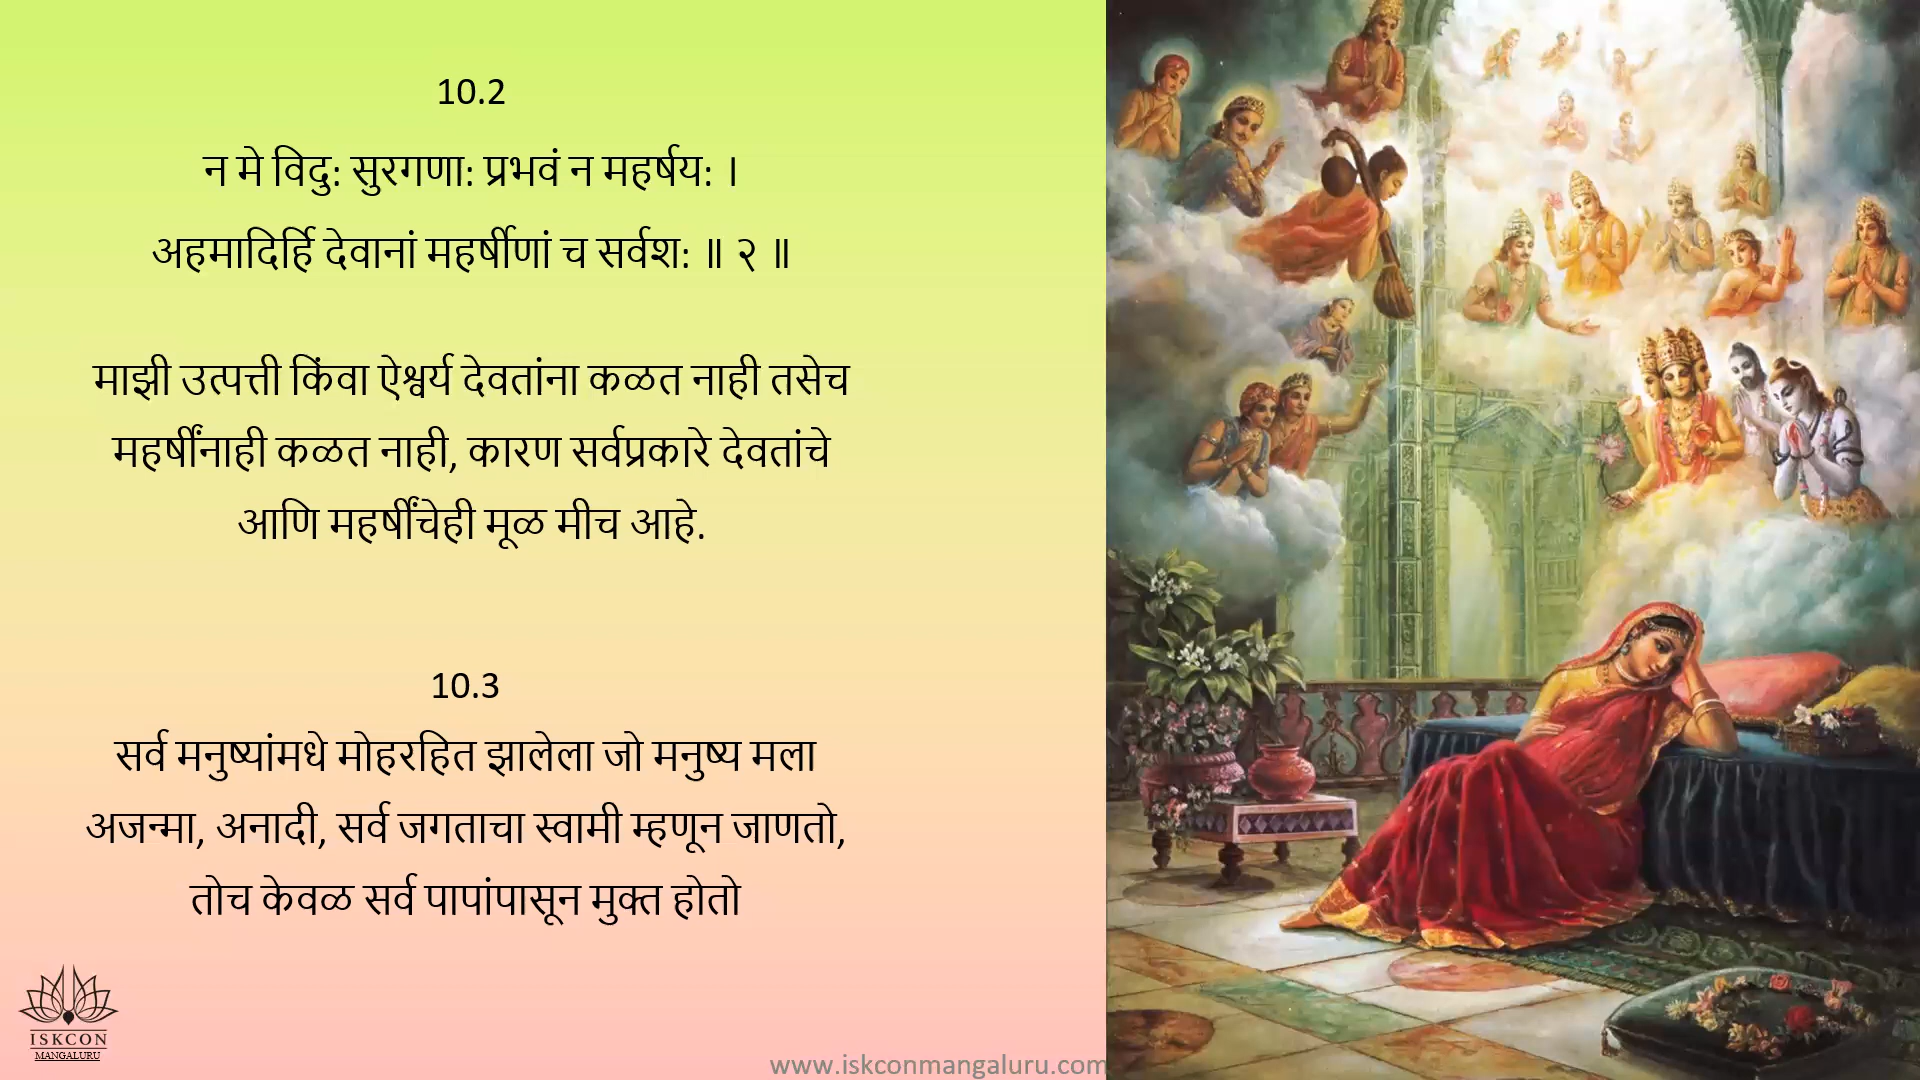 10.2
न मे विदुः सुरगणाः प्रभवं न महर्षयः ।
अहमादिर्हि देवानां महर्षीणां च सर्वशः ॥ २ ॥
माझी उत्पत्ती किंवा ऐश्वर्य देवतांना कळत नाही तसेच
महर्षींनाही कळत नाही, कारण सर्वप्रकारे देवतांचे
आणि महर्षींचेही मूळ मीच आहे.
10.3
सर्व मनुष्यांमधे मोहरहित झालेला जो मनुष्य मला
अजन्मा, अनादी, सर्व जगताचा स्वामी म्हणून जाणतो,
तोच केवळ सर्व पापांपासून मुक्त होतो
ISKCON
MANGALURU
www.iskconmangaluru.com